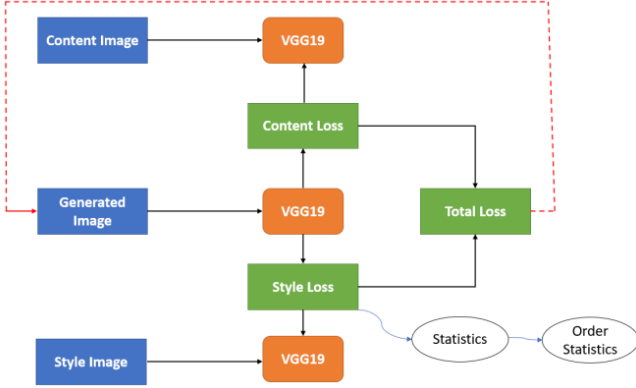 Content Image
VGG19
Content Loss
Generated
Image
VGG19
Total Loss
Style Loss
Statistics
Order
Statistics
Style Image
VGG19